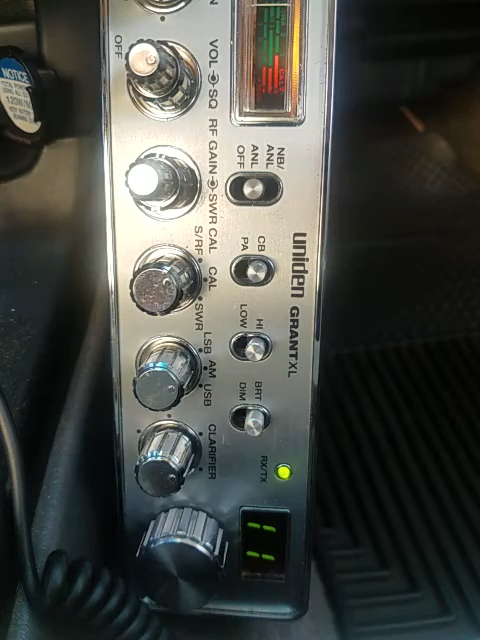 NOTICE
OFF
VOL SQ
RF GAIN SWR CAL
S/RF CAL SWR
LSB AM USB
CLARIFIER
NB/
ANL
ANL
OFF
CB
PA
HI
LOW
BRT
DIM
RX/TX
uniden GRANT XL
11